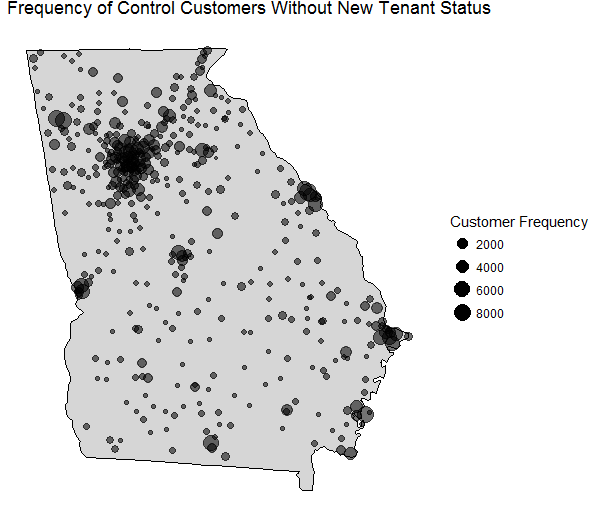 Frequency of Control Customers Without New Tenant Status
Customer Frequency
2000
4000
6000
8000